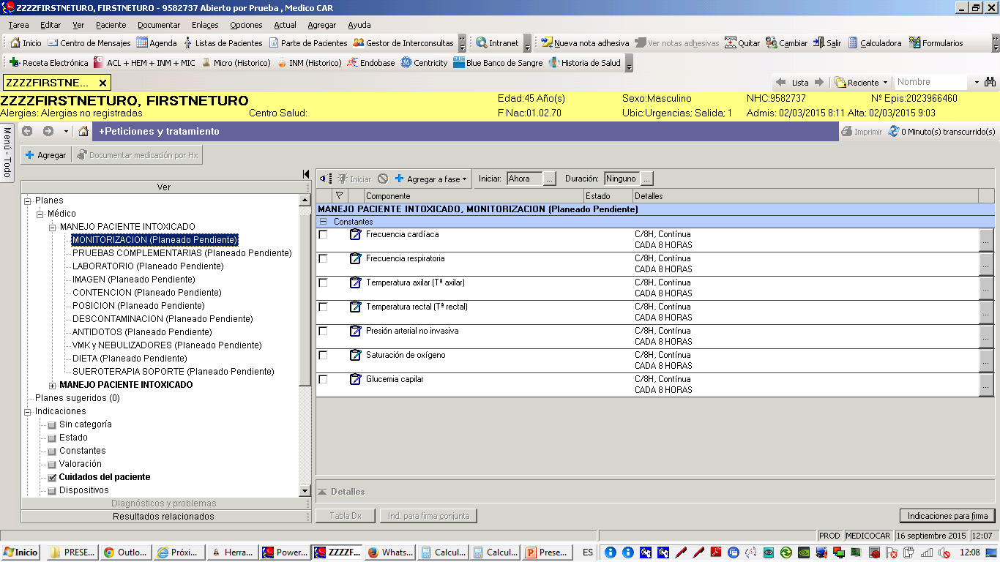 ZZZZFIRSTNETURO, FIRSTNETURO - 9582737 Abierto por Prueba , Medico CAR
Tarea Editar Ver Paciente Documentar Enlaces Opciones Actual Agregar Ayuda
Inicio Centro de Mensajes Agenda Listas de Pacientes Parte de Pacientes Gestor de Interconsultas Intranet Nueva nota adhesiva Ver notas adhesivas Quitar Cambiar Salir Calculadora Formularios
Receta Electrónica ACL + HEM + INM + MIC Micro (Historico) INM (Historico) Endobase Centricity Blue Banco de Sangre Historia de Salud
ZZZZFIRSTNE... Lista Reciente Nombre
ZZZZFIRSTNETURO, FIRSTNETURO Edad:45 Año(s) Sexo:Masculino NHC:9582737 Nº Epis:2023966460
Alergias: Alergias no registradas Centro Salud: F Nac:01.02.70 Ubic:Urgencias; Salida; 1 Admis: 02/03/2015 8:11 Alta: 02/03/2015 9:03
Menú - Todo
+Peticiones y tratamiento Imprimir 0 Minuto(s) transcurrido(s)
Agregar Documentar medicación por Hx
Ver
Planes
Médico
MANEJO PACIENTE INTOXICADO
MONITORIZACION (Planeado Pendiente)
PRUEBAS COMPLEMENTARIAS (Planeado Pendiente)
LABORATORIO (Planeado Pendiente)
IMAGEN (Planeado Pendiente)
CONTENCION (Planeado Pendiente)
POSICION (Planeado Pendiente)
DESCONTAMINACION (Planeado Pendiente)
ANTIDOTOS (Planeado Pendiente)
VMK y NEBULIZADORES (Planeado Pendiente)
DIETA (Planeado Pendiente)
SUEROTERAPIA SOPORTE (Planeado Pendiente)
MANEJO PACIENTE INTOXICADO
Planes sugeridos (0)
Indicaciones
Sin categoría
Estado
Constantes
Valoración
Cuidados del paciente
Dispositivos
Diagnósticos y problemas
Resultados relacionados
Iniciar Agregar a fase Iniciar: Ahora ... Duración: Ninguno ...
Componente Estado Detalles
MANEJO PACIENTE INTOXICADO, MONITORIZACION (Planeado Pendiente)
Constantes
Frecuencia cardíaca C/8H, Contínua
CADA 8 HORAS ...
Frecuencia respiratoria C/8H, Contínua
CADA 8 HORAS ...
Temperatura axilar (Tª axilar) C/8H, Contínua
CADA 8 HORAS ...
Temperatura rectal (Tª rectal) C/8H, Contínua
CADA 8 HORAS ...
Presión arterial no invasiva C/8H, Contínua
CADA 8 HORAS ...
Saturación de oxígeno C/8H, Contínua
CADA 8 HORAS ...
Glucemia capilar C/8H, Contínua
CADA 8 HORAS ...
Detalles
Tabla Dx Ind. para firma conjunta Indicaciones para firma
PROD MEDICOCAR 16 septiembre 2015 12:07
Inicio PRESE... Outlo... Próxi... Herra... Power... ZZZZF... Whats... Calcul... Calcul... Prese... ES 12:08